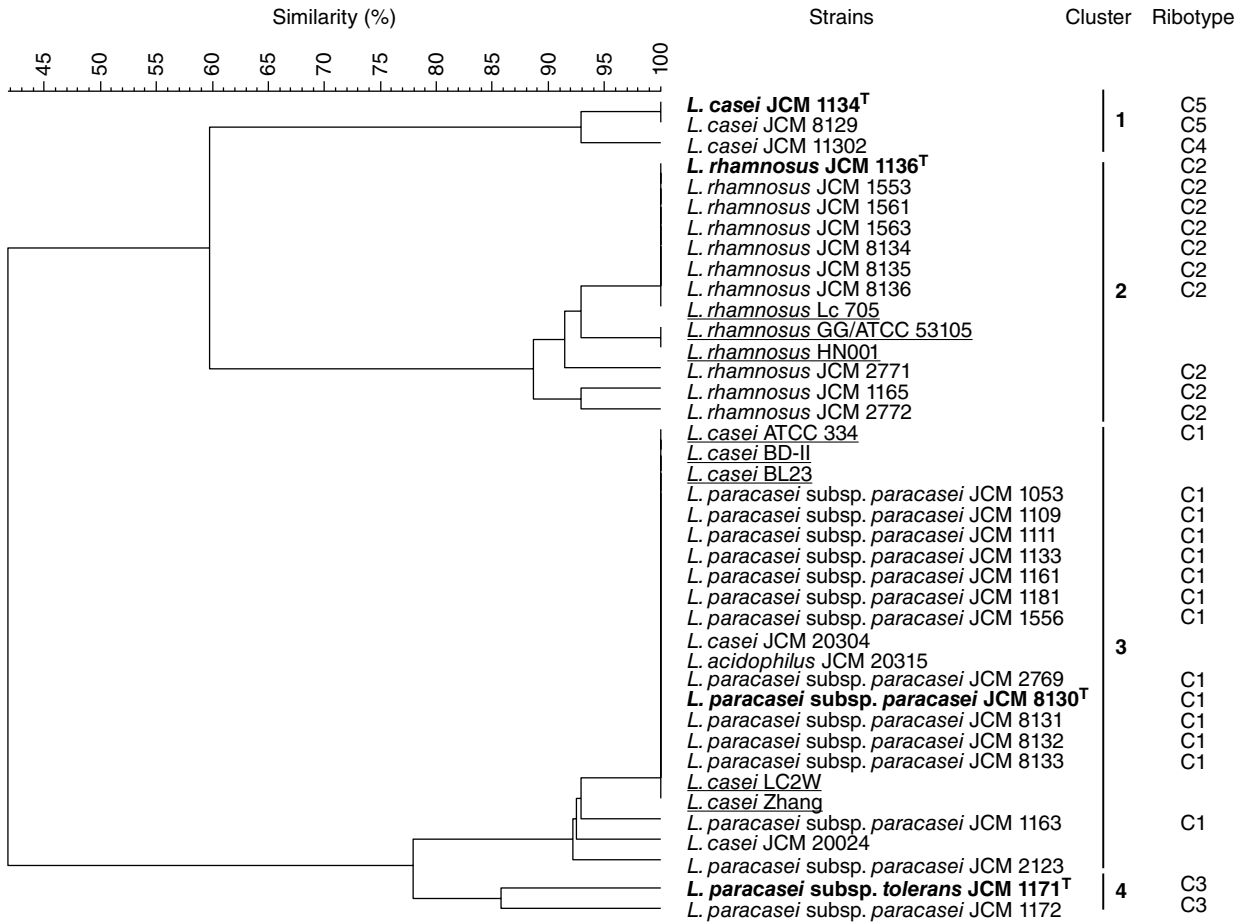 Similarity (%) Strains Cluster Ribotype
45 50 55 60 65 70 75 80 85 90 95 100
L. casei JCM 1134T C5
1
L. casei JCM 8129 C5
L. casei JCM 11302 C4
L. rhamnosus JCM 1136T C2
L. rhamnosus JCM 1553 C2
L. rhamnosus JCM 1561 C2
L. rhamnosus JCM 1563 C2
L. rhamnosus JCM 8134 C2
L. rhamnosus JCM 8135 C2
L. rhamnosus JCM 8136 C2
2
L. rhamnosus Lc 705
L. rhamnosus GG/ATCC 53105
L. rhamnosus HN001
L. rhamnosus JCM 2771 C2
L. rhamnosus JCM 1165 C2
L. rhamnosus JCM 2772 C2
L. casei ATCC 334 C1
L. casei BD-II
L. casei BL23
L. paracasei subsp. paracasei JCM 1053 C1
L. paracasei subsp. paracasei JCM 1109 C1
L. paracasei subsp. paracasei JCM 1111 C1
L. paracasei subsp. paracasei JCM 1133 C1
L. paracasei subsp. paracasei JCM 1161 C1
L. paracasei subsp. paracasei JCM 1181 C1
L. paracasei subsp. paracasei JCM 1556 C1
L. casei JCM 20304
3
L. acidophilus JCM 20315
L. paracasei subsp. paracasei JCM 2769 C1
L. paracasei subsp. paracasei JCM 8130T C1
L. paracasei subsp. paracasei JCM 8131 C1
L. paracasei subsp. paracasei JCM 8132 C1
L. paracasei subsp. paracasei JCM 8133 C1
L. casei LC2W
L. casei Zhang
L. paracasei subsp. paracasei JCM 1163 C1
L. casei JCM 20024
L. paracasei subsp. paracasei JCM 2123
L. paracasei subsp. tolerans JCM 1171T 4 C3
L. paracasei subsp. paracasei JCM 1172 C3